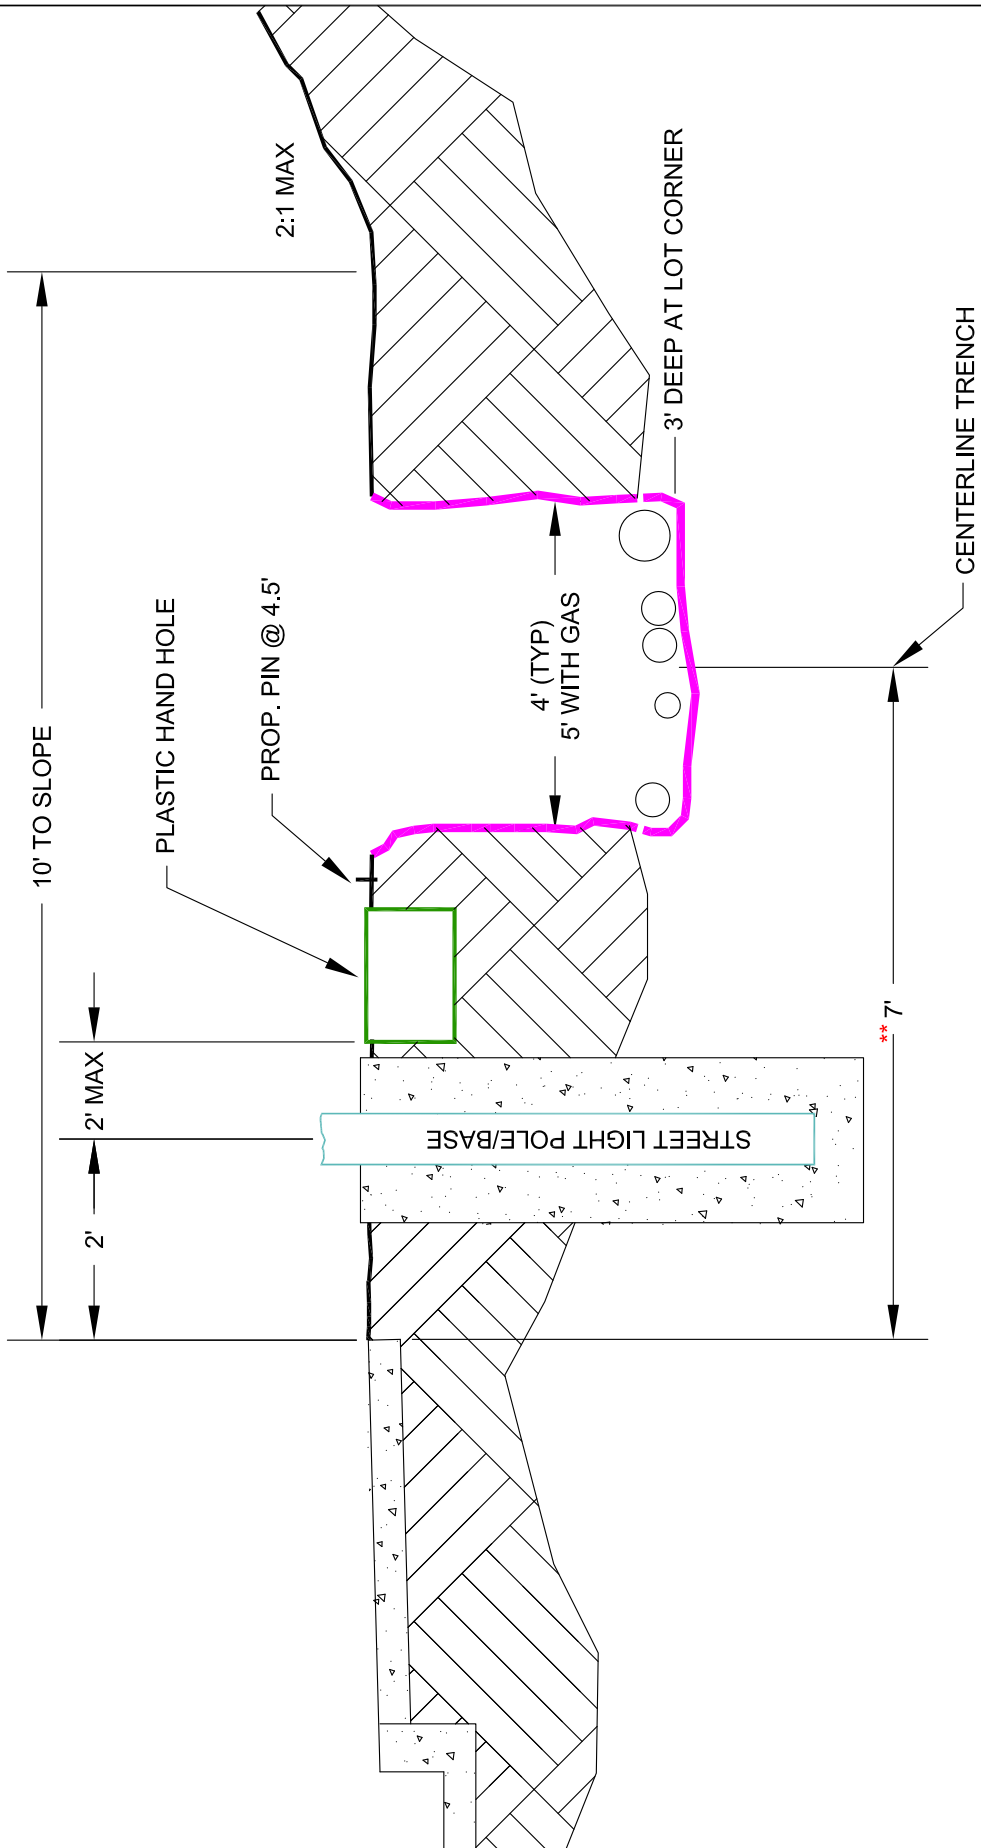 10' TO SLOPE
2'
2' MAX
PLASTIC HAND HOLE
PROP. PIN @ 4.5'
2:1 MAX
STREET LIGHT POLE/BASE
4' (TYP)
5' WITH GAS
3' DEEP AT LOT CORNER
** 7'
CENTERLINE TRENCH